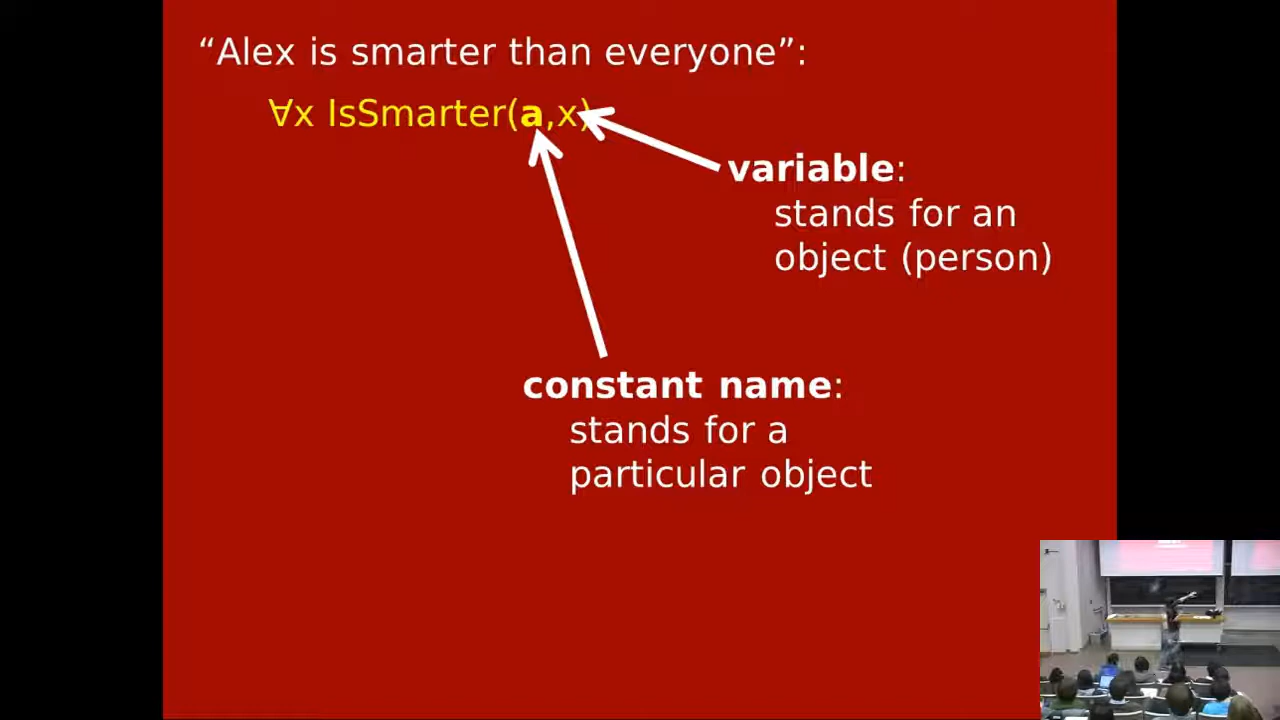 “Alex is smarter than everyone”:
∀x IsSmarter(a,x)
variable:
stands for an
object (person)
constant name:
stands for a
particular object